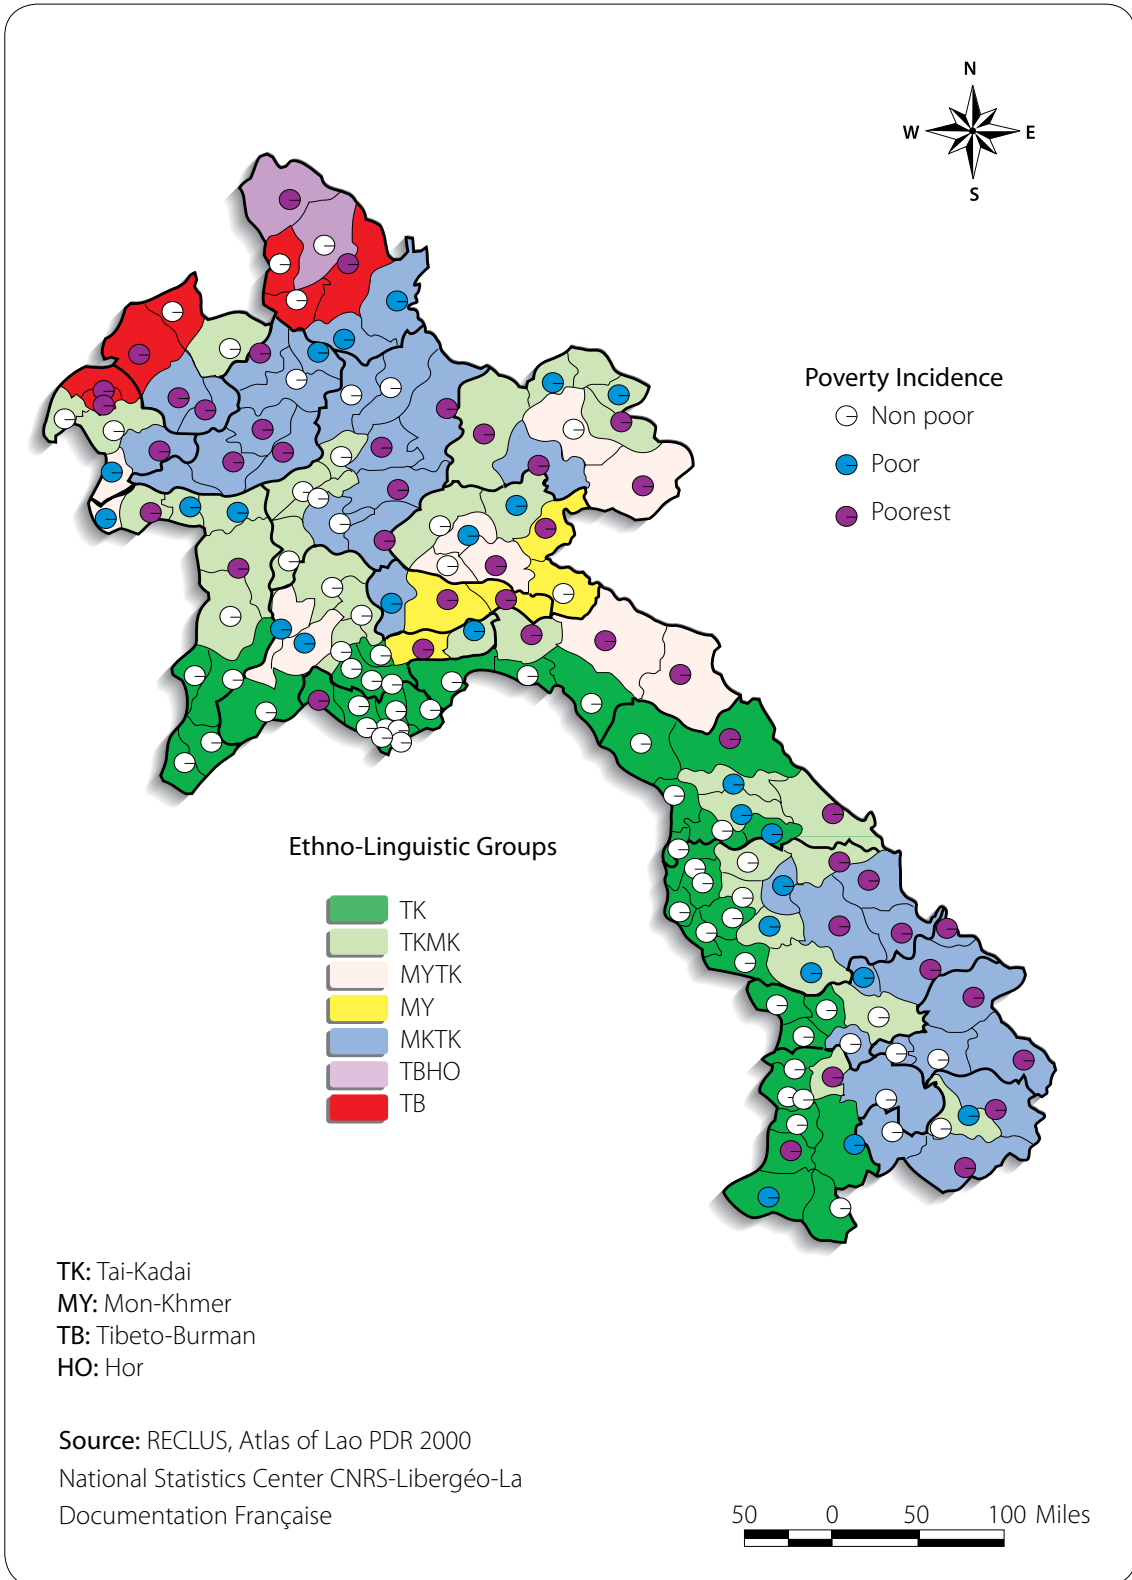 N
W E
S
Poverty Incidence
Non poor
Poor
Poorest
Ethno-Linguistic Groups
TK
TKMK
MYTK
MY
MKTK
TBHO
TB
TK: Tai-Kadai
MY: Mon-Khmer
TB: Tibeto-Burman
HO: Hor
Source: RECLUS, Atlas of Lao PDR 2000
National Statistics Center CNRS-Libergéo-La
Documentation Française
50 0 50 100 Miles